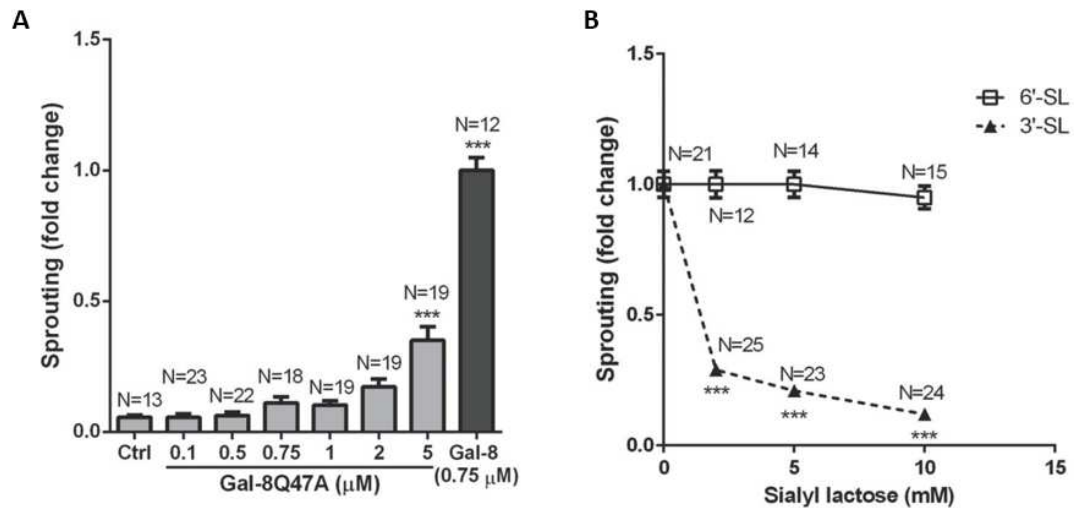 A
Sprouting (fold change)
1.5
1.0
0.5
0.0
N=13
N=23
N=22
N=18
N=19
N=19
N=19
***
N=12
***
Ctrl
0.1
0.5
0.75
1
2
5
Gal-8
(0.75 μM)
Gal-8Q47A (μM)
B
Sprouting (fold change)
1.5
1.0
0.5
0.0
6'-SL
3'-SL
N=21
N=12
N=14
N=15
N=25
***
N=23
***
N=24
***
0
5
10
15
Sialyl lactose (mM)